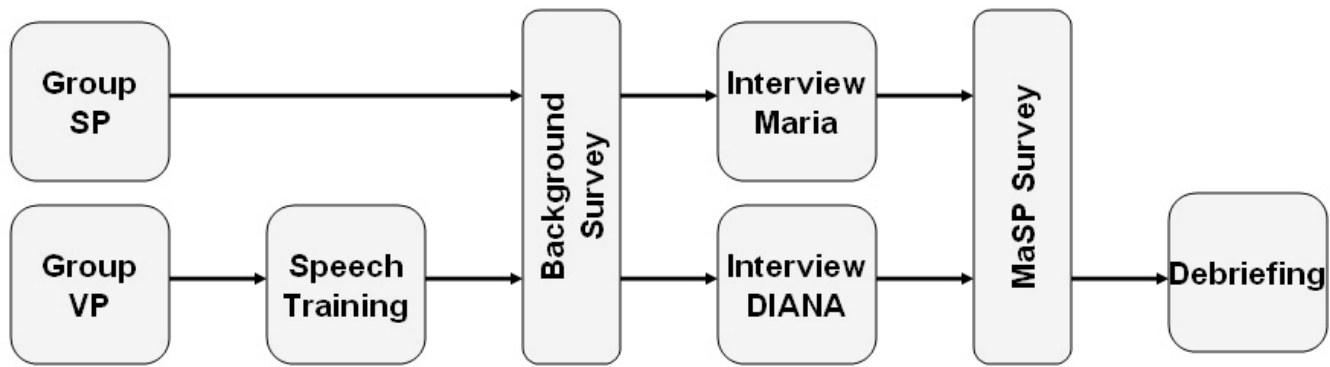 Group
SP
Background
Survey
Interview
Maria
MaSP Survey
Group
VP
Speech
Training
Interview
DIANA
Debriefing